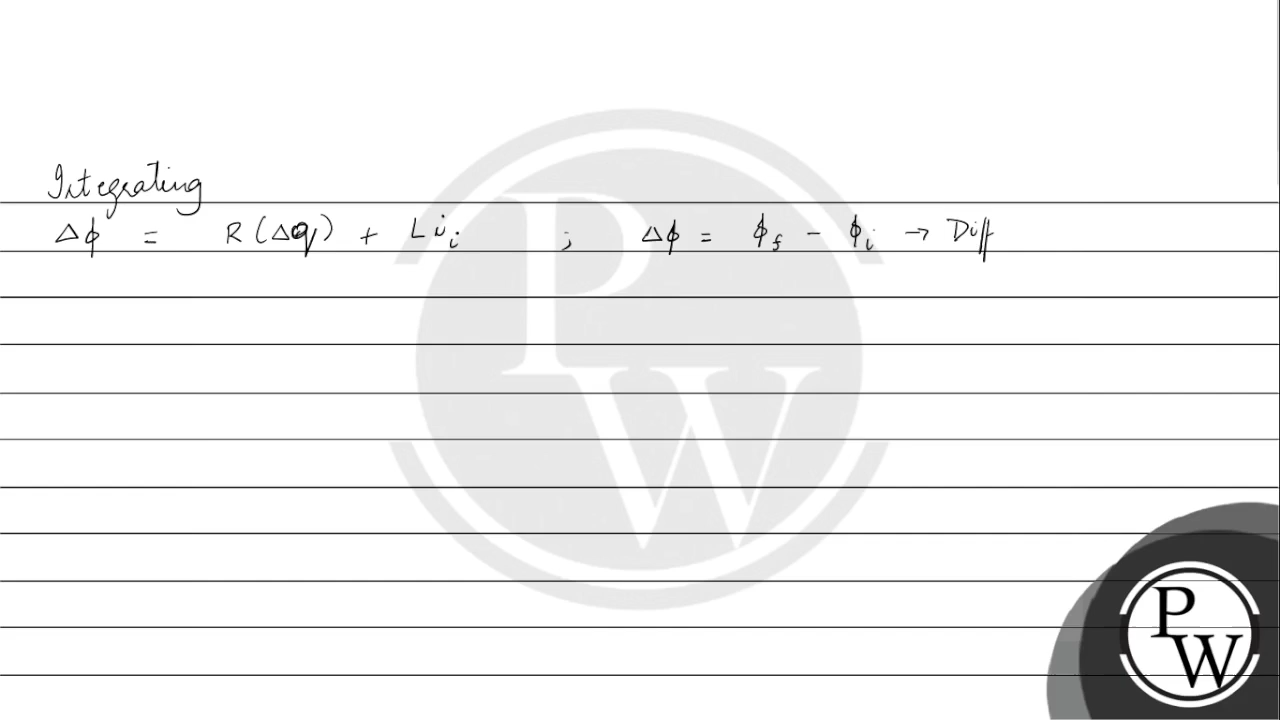 Integrating
Δϕ = R(Δq) + Li_i ; Δϕ = ϕ_f - ϕ_i → Diff
P
W
P
W